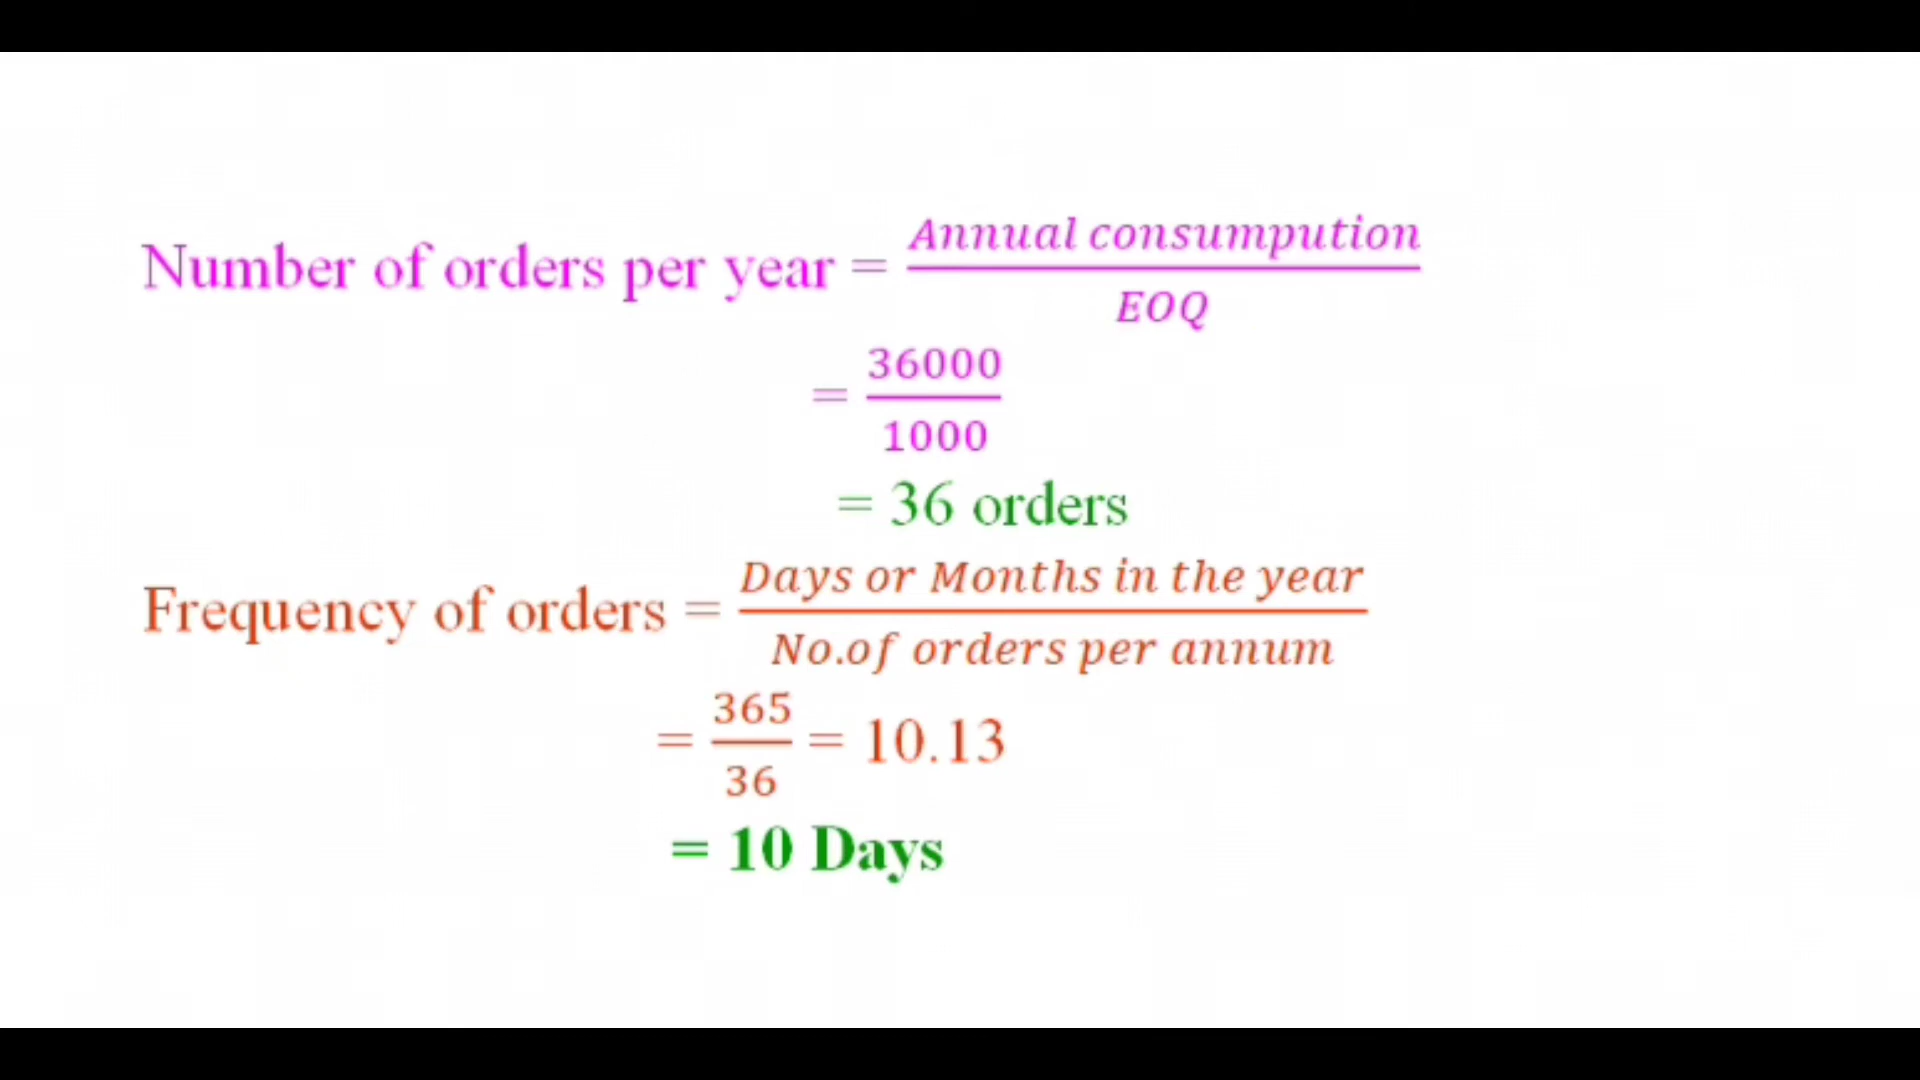 Number of orders per year = Annual consumpution / EOQ
= 36000 / 1000
= 36 orders
Frequency of orders = Days or Months in the year / No.of orders per annum
= 365 / 36 = 10.13
= 10 Days